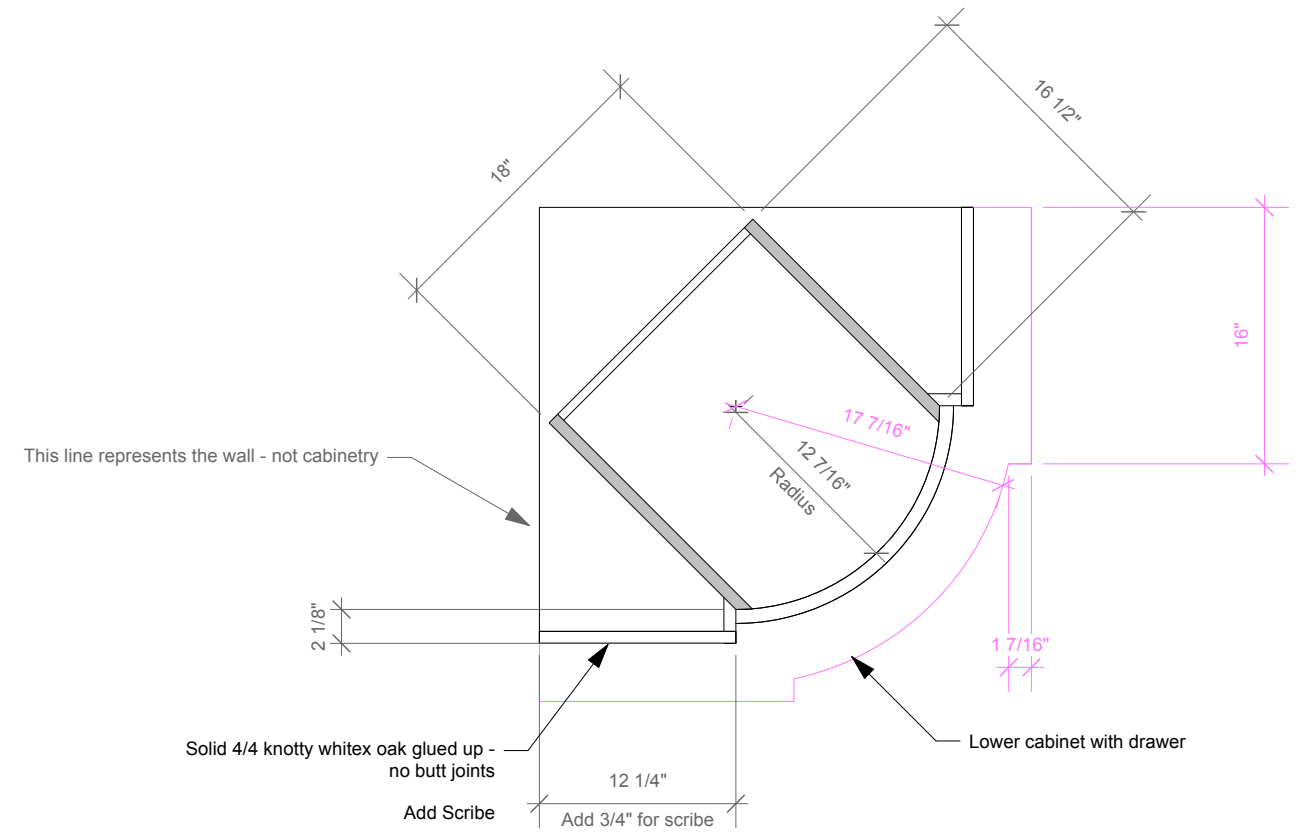 16 1/2"
18"
16"
17 7/16"
12 7/16"
Radius
This line represents the wall - not cabinetry
2 1/8"
1 7/16"
Solid 4/4 knotty whitex oak glued up -
no butt joints
Lower cabinet with drawer
12 1/4"
Add Scribe
Add 3/4" for scribe